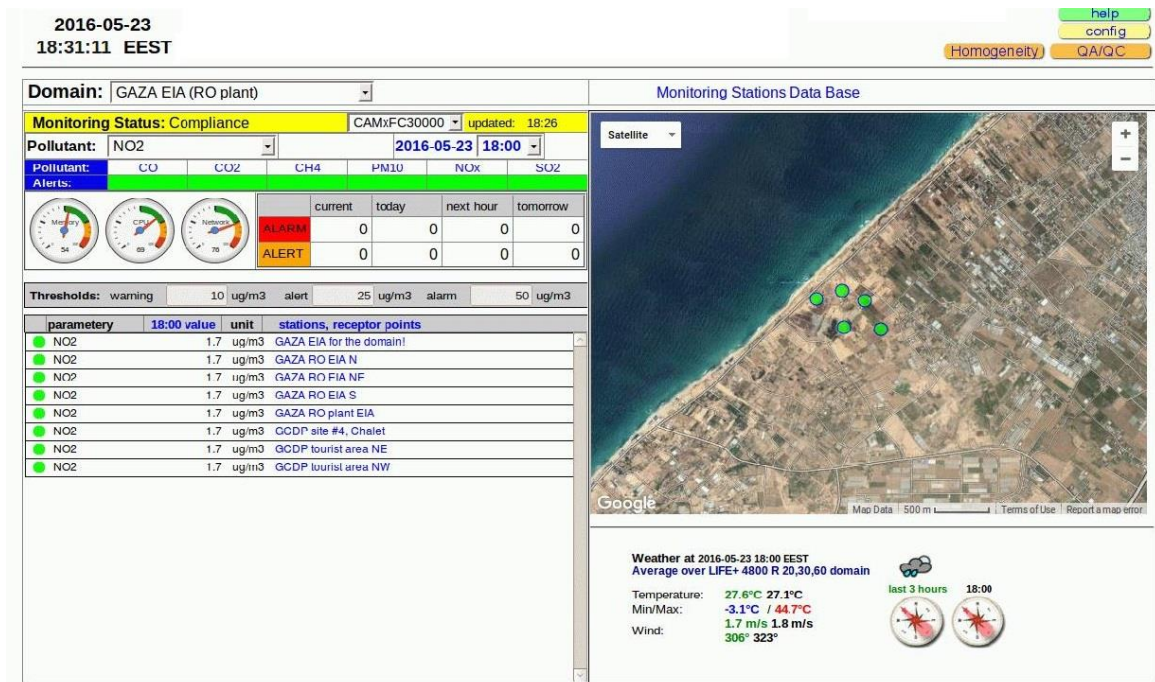 2016-05-23
18:31:11 EEST
help
config
Homogeneity
QA/QC
Domain: GAZA EIA (RO plant)
Monitoring Stations Data Base
Monitoring Status: Compliance CAMxFC30000 updated: 18:26
Pollutant: NO2 2016-05-23 18:00
Pollutant: CO CO2 CH4 PM10 NOx SO2
Alerts:
Memory 54 CPU 69 Network 76
current today next hour tomorrow
ALARM 0 0 0 0
ALERT 0 0 0 0
Thresholds: warning 10 ug/m3 alert 25 ug/m3 alarm 50 ug/m3
parametery 18:00 value unit stations, receptor points
NO2 1.7 ug/m3 GAZA EIA for the domain!
NO2 1.7 ug/m3 GAZA RO EIA N
NO2 1.7 ug/m3 GAZA RO EIA NE
NO2 1.7 ug/m3 GAZA RO EIA S
NO2 1.7 ug/m3 GAZA RO plant EIA
NO2 1.7 ug/m3 GCDP site #4, Chalet
NO2 1.7 ug/m3 GCDP tourist area NE
NO2 1.7 ug/m3 GCDP tourist area NW
Satellite
+
−
Google
Map Data 500 m Terms of Use Report a map error
Weather at 2016-05-23 18:00 EEST
Average over LIFE+ 4800 R 20,30,60 domain
last 3 hours 18:00
Temperature: 27.6°C 27.1°C
Min/Max: -3.1°C / 44.7°C
Wind: 1.7 m/s 1.8 m/s
306° 323°